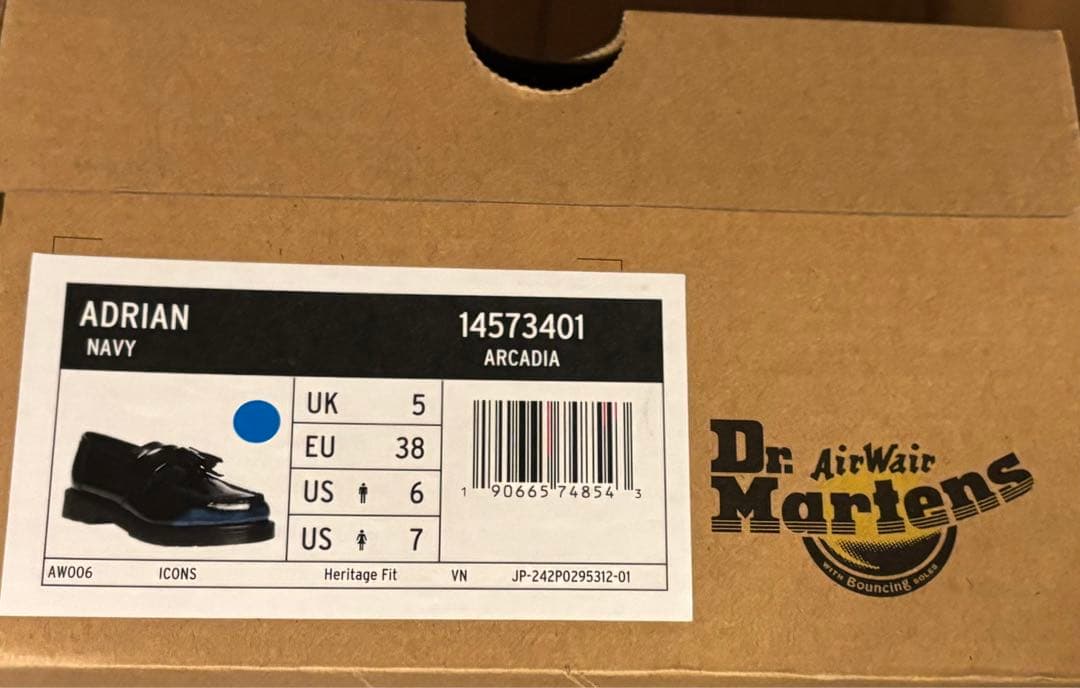 ADRIAN
NAVY
14573401
ARCADIA
UK 5
EU 38
US 6
US 7
1 90665 74854 3
AW006 ICONS Heritage Fit VN JP-242P0295312-01
Dr. AirWair
Martens
WITH Bouncing SOLES